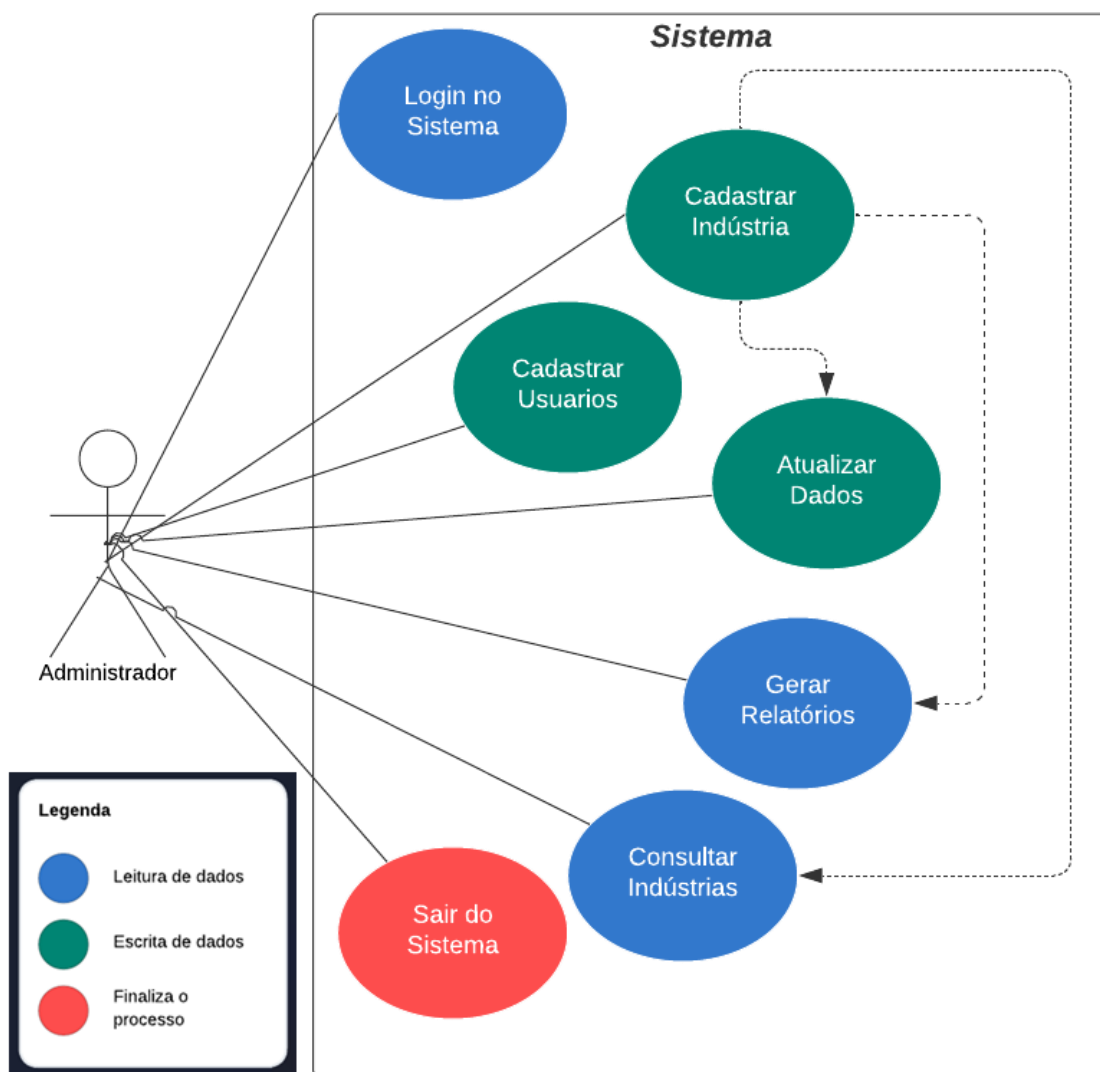 Sistema
Login no
Sistema
Cadastrar
Indústria
Cadastrar
Usuarios
Atualizar
Dados
Administrador
Gerar
Relatórios
Consultar
Indústrias
Sair do
Sistema
Legenda
Leitura de dados
Escrita de dados
Finaliza o
processo